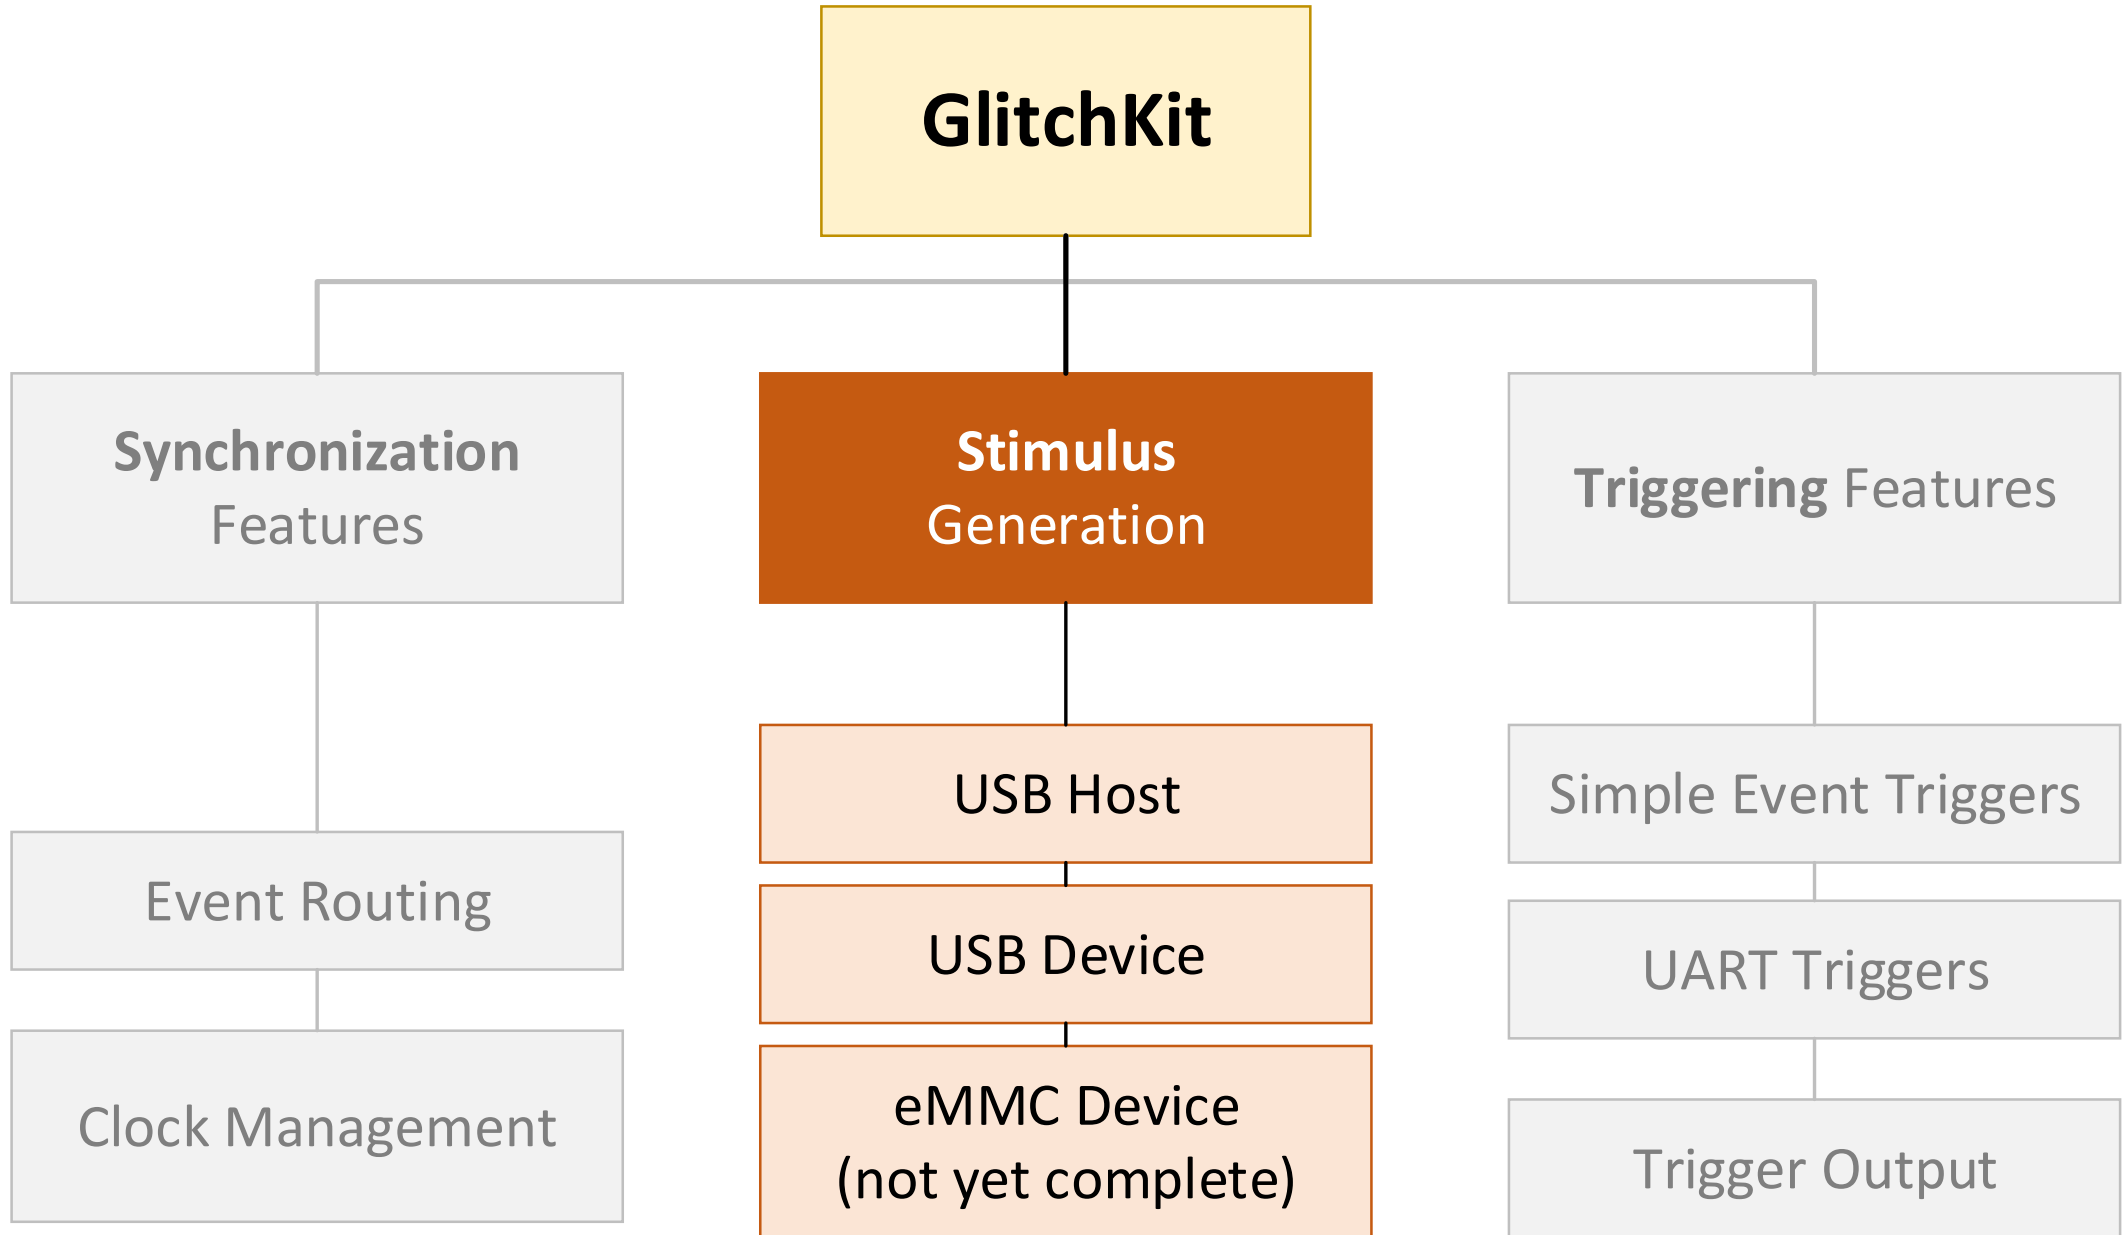 GlitchKit
Synchronization
Features
Stimulus
Generation
Triggering Features
Event Routing
Clock Management
USB Host
USB Device
eMMC Device
(not yet complete)
Simple Event Triggers
UART Triggers
Trigger Output